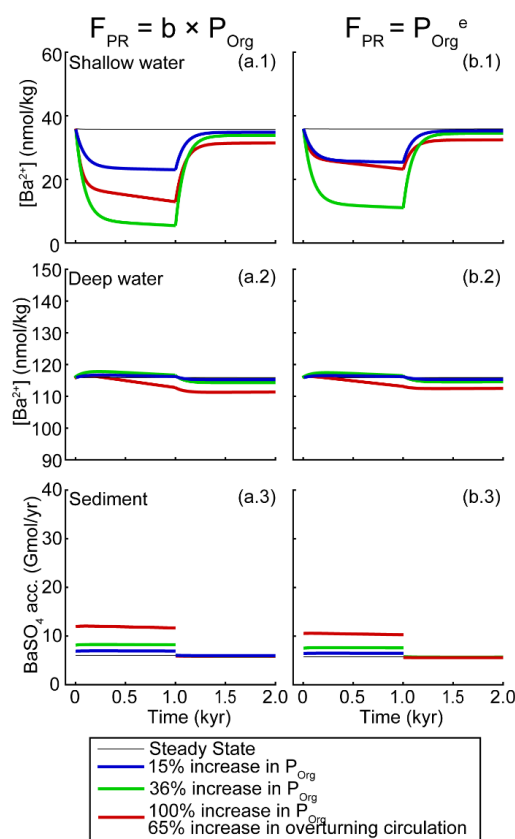 F_PR = b × P_Org
F_PR = P_Org^e
Shallow water
(a.1)
(b.1)
[Ba²⁺] (nmol/kg)
60
40
20
0
Deep water
(a.2)
(b.2)
[Ba²⁺] (nmol/kg)
150
140
130
120
110
100
90
Sediment
(a.3)
(b.3)
BaSO₄ acc. (Gmol/yr)
40
30
20
10
0
0 0.5 1.0 1.5 2.0
0 0.5 1.0 1.5 2.0
Time (kyr)
Time (kyr)
Steady State
15% increase in P_Org
36% increase in P_Org
100% increase in P_Org
65% increase in overturning circulation